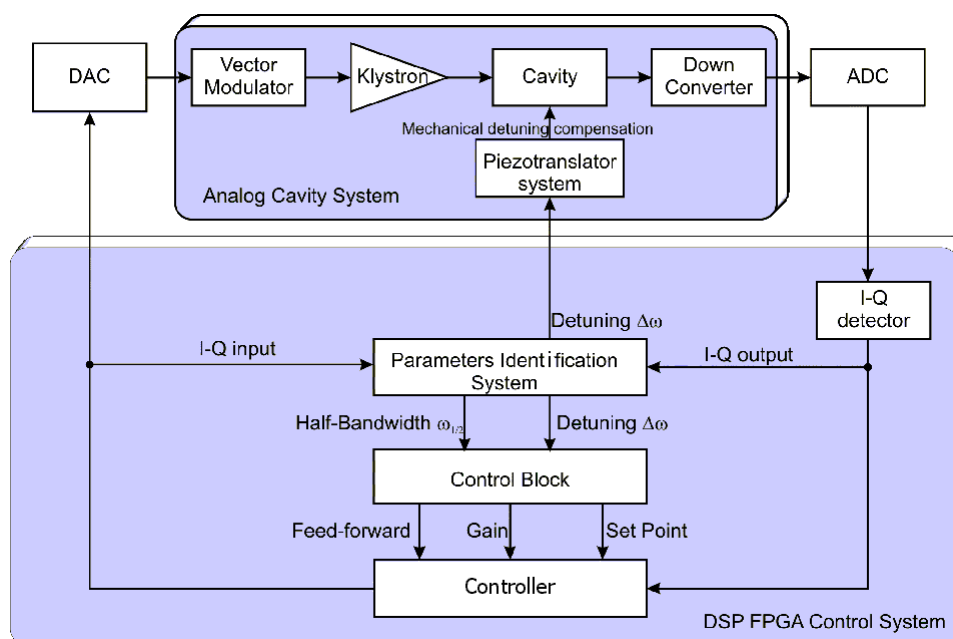 DAC
Vector
Modulator
Klystron
Cavity
Down
Converter
ADC
Mechanical detuning compensation
Piezotranslator
system
Analog Cavity System
I-Q
detector
Detuning Δω
I-Q input
Parameters Identification
System
I-Q output
Half-Bandwidth ω1/2
Detuning Δω
Control Block
Feed-forward
Gain
Set Point
Controller
DSP FPGA Control System